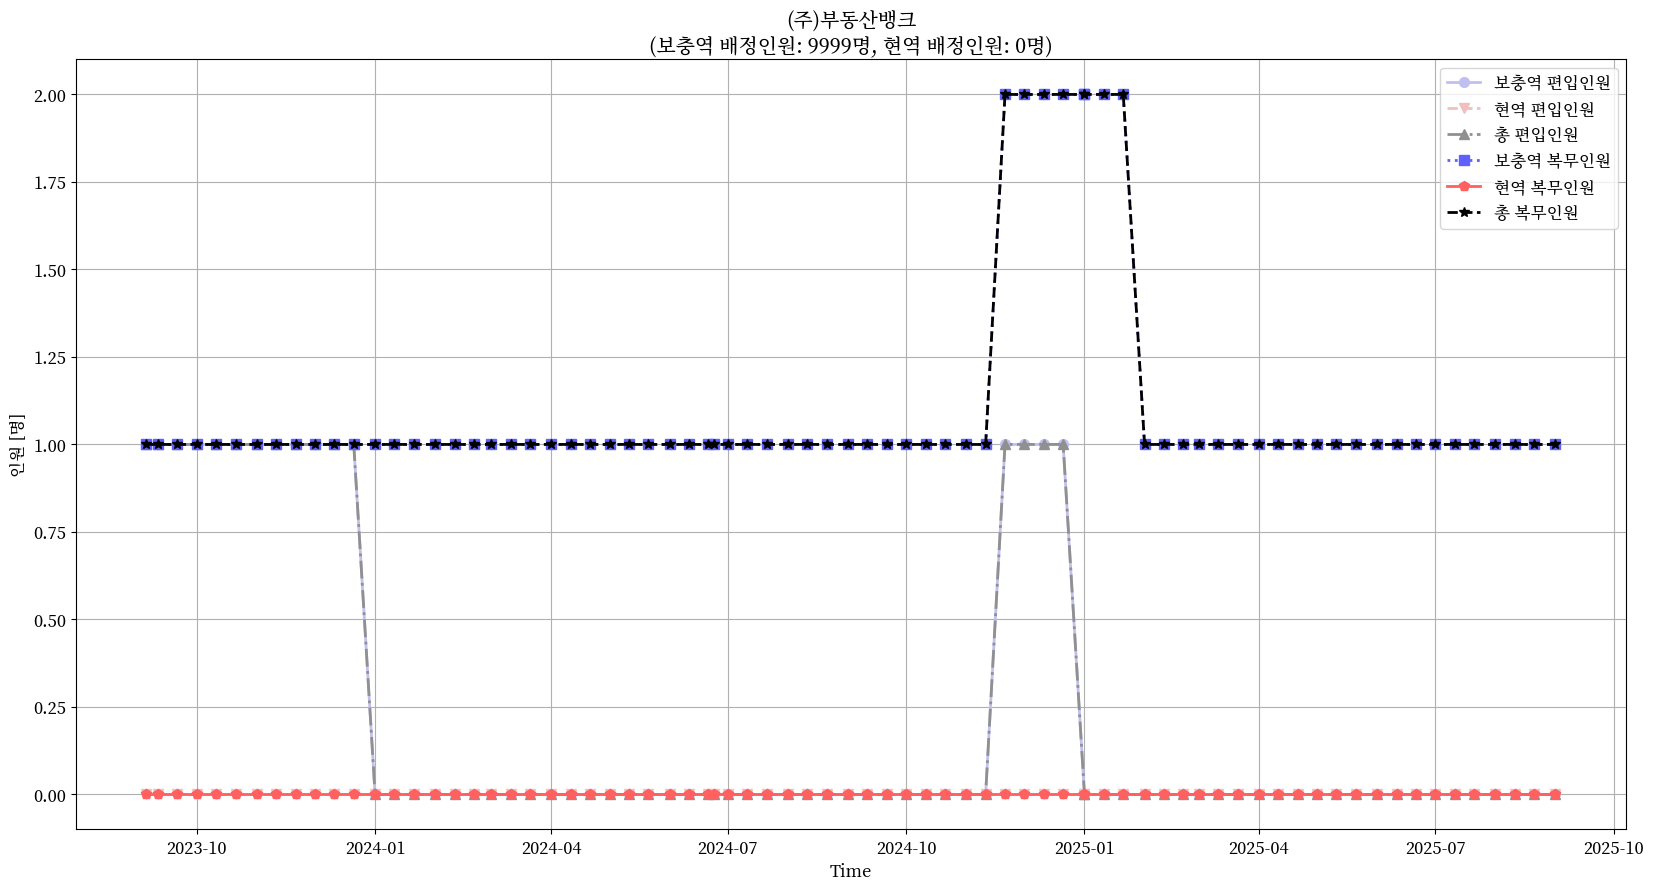 (주)부동산뱅크
(보충역 배정인원: 9999명, 현역 배정인원: 0명)
보충역 편입인원
현역 편입인원
총 편입인원
보충역 복무인원
현역 복무인원
총 복무인원
인원 [명]
2.00
1.75
1.50
1.25
1.00
0.75
0.50
0.25
0.00
2023-10
2024-01
2024-04
2024-07
2024-10
2025-01
2025-04
2025-07
2025-10
Time